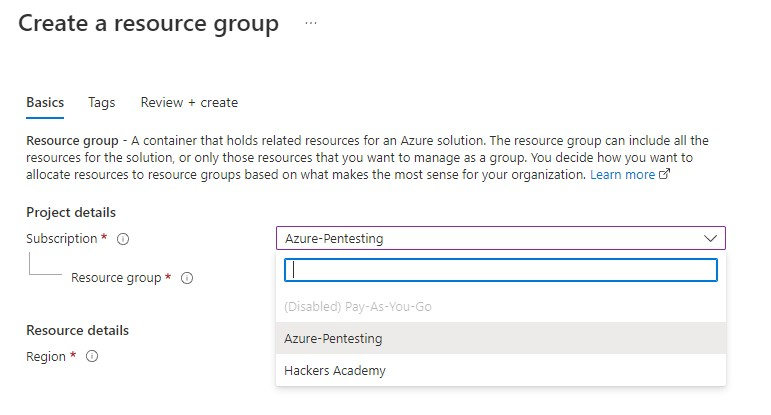 Create a resource group ...
Basics Tags Review + create
Resource group - A container that holds related resources for an Azure solution. The resource group can include all the
resources for the solution, or only those resources that you want to manage as a group. You decide how you want to
allocate resources to resource groups based on what makes the most sense for your organization. Learn more
Project details
Subscription * Azure-Pentesting
Resource group *
(Disabled) Pay-As-You-Go
Resource details
Azure-Pentesting
Region *
Hackers Academy